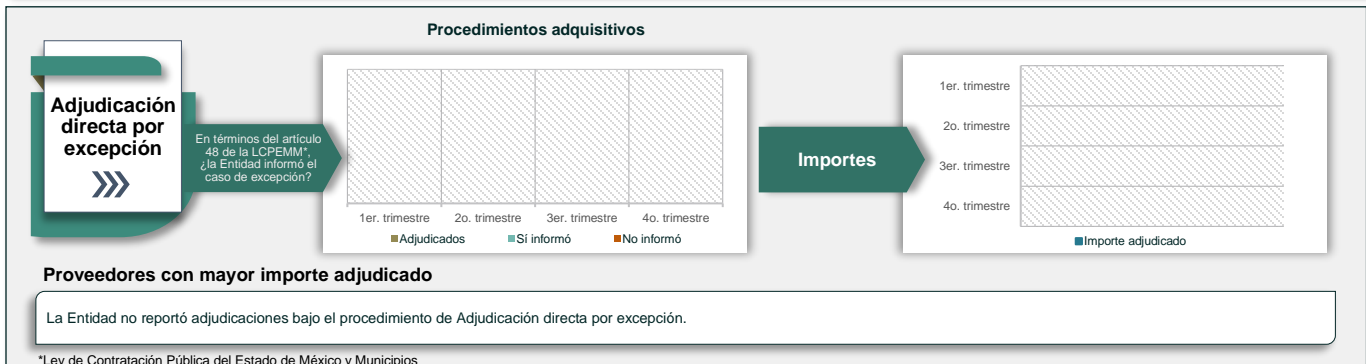 Procedimientos adquisitivos
Adjudicación
directa por
excepción
En términos del artículo
48 de la LCPEMM*,
¿la Entidad informó el
caso de excepción?
1er. trimestre 2o. trimestre 3er. trimestre 4o. trimestre
Adjudicados Sí informó No informó
Importes
1er. trimestre
2o. trimestre
3er. trimestre
4o. trimestre
Importe adjudicado
Proveedores con mayor importe adjudicado
La Entidad no reportó adjudicaciones bajo el procedimiento de Adjudicación directa por excepción.
*Ley de Contratación Pública del Estado de México y Municipios